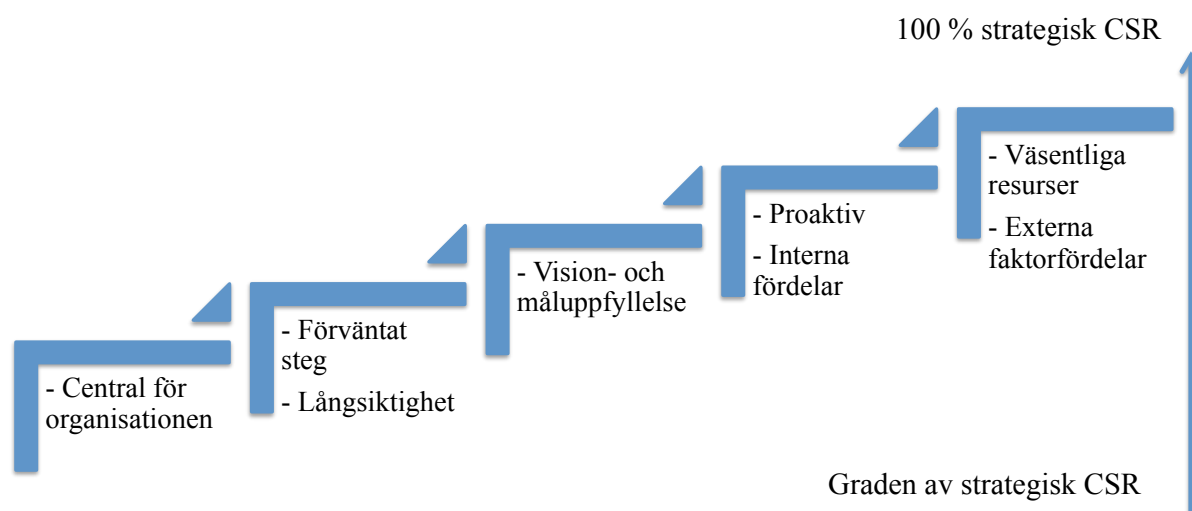 100 % strategisk CSR
- Central för
organisationen
- Förväntat
steg
- Långsiktighet
- Vision- och
måluppfyllelse
- Proaktiv
- Interna
fördelar
- Väsentliga
resurser
- Externa
faktorfördelar
Graden av strategisk CSR